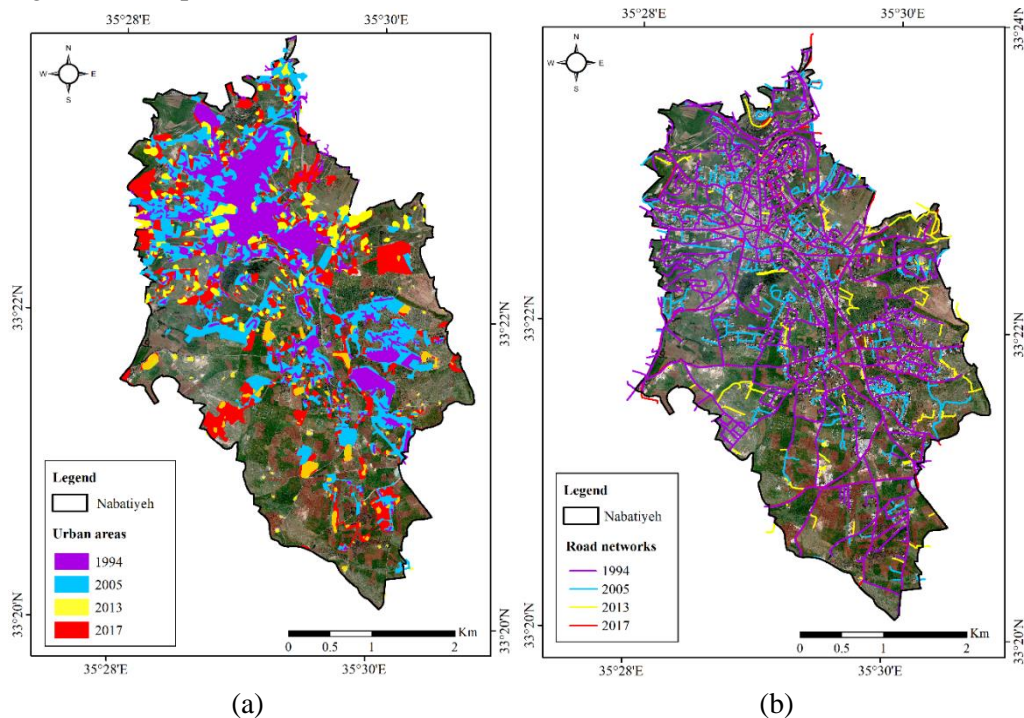 35°28'E
35°30'E
N
W
E
S
33°22'N
33°20'N
Legend
Nabatiyeh
Urban areas
1994
2005
2013
2017
Km
0
0.5
1
2
35°28'E
35°30'E
(a)
35°28'E
35°30'E
33°24'N
N
W
E
S
33°22'N
33°20'N
Legend
Nabatiyeh
Road networks
1994
2005
2013
2017
Km
0
0.5
1
2
35°28'E
35°30'E
33°22'N
33°20'N
(b)